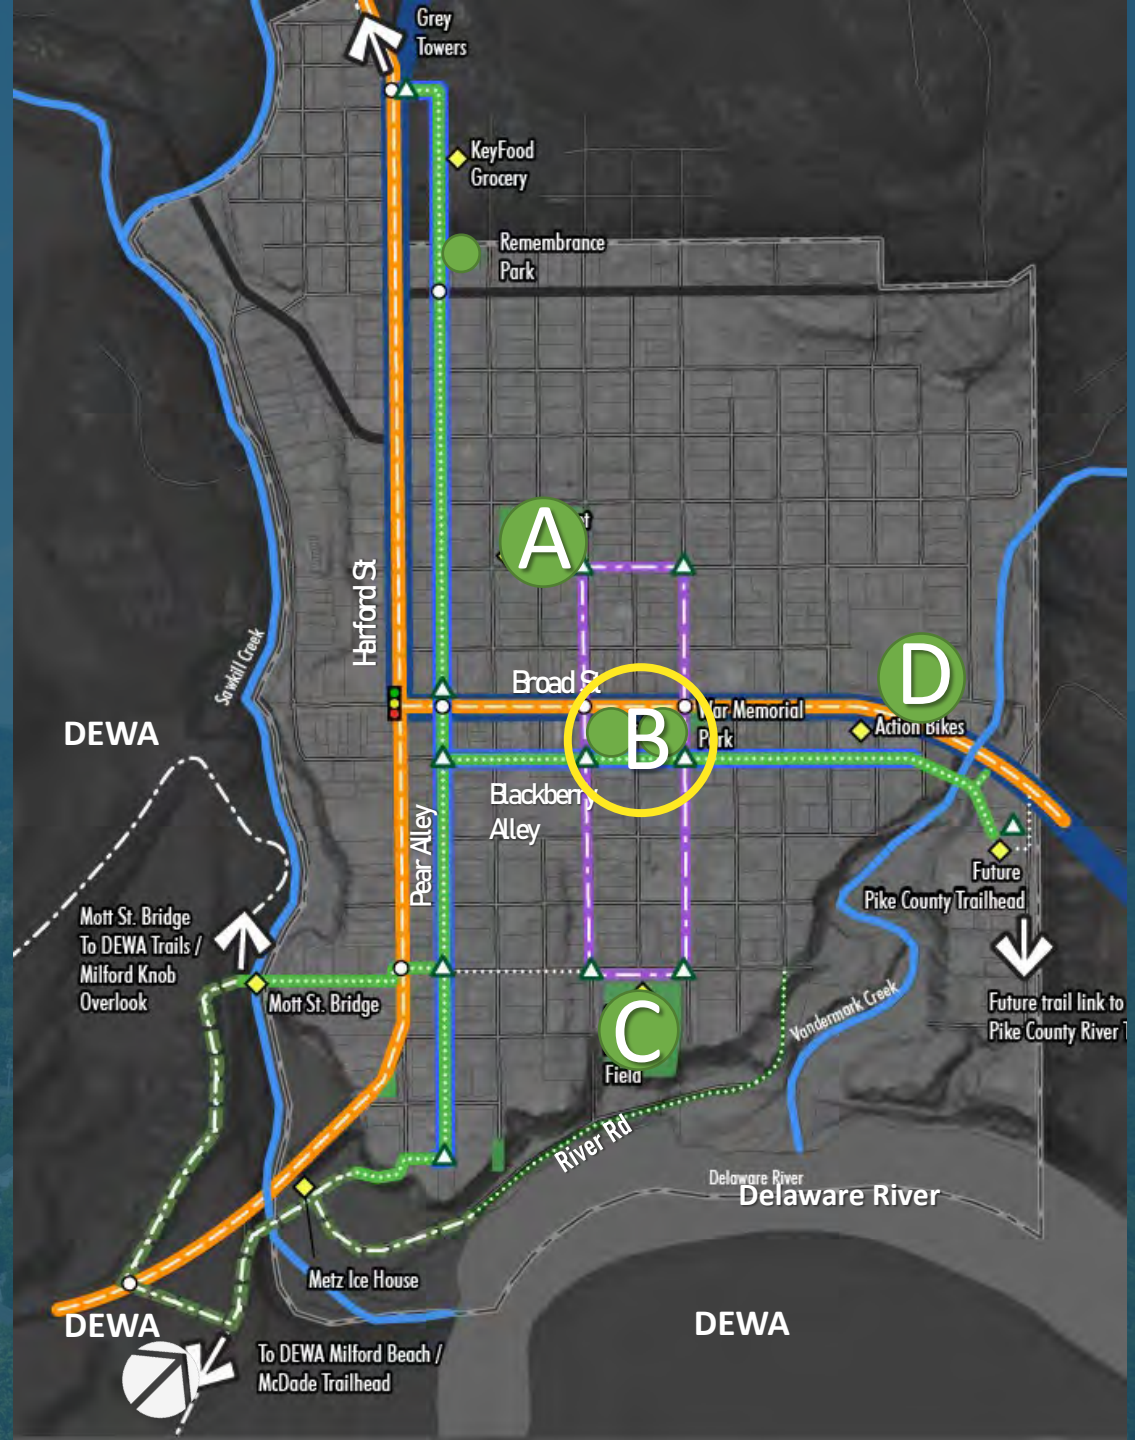 Grey
Towers
KeyFood
Grocery
Remembrance
Park
A
Harford St
Sawkill Creek
Broad St
D
War Memorial
Park
B
Action Bikes
DEWA
Blackberry
Alley
Pear Alley
Future
Pike County Trailhead
Mott St. Bridge
To DEWA Trails /
Milford Knob
Overlook
Mott St. Bridge
Vandermark Creek
Future trail link to
Pike County River
C
Field
River Rd
Delaware River
Delaware River
Metz Ice House
DEWA
DEWA
To DEWA Milford Beach /
McDade Trailhead